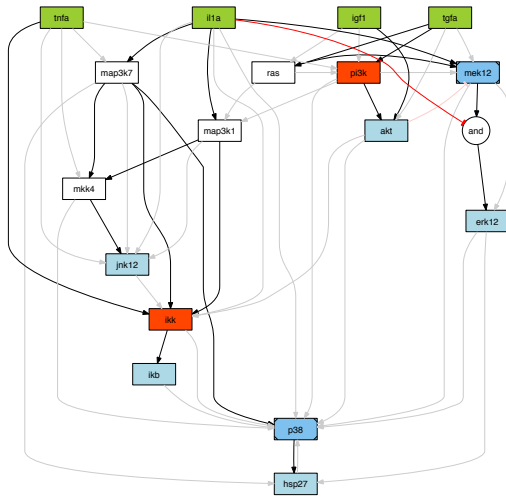 tnfa il1a igf1 tgfa
map3k7 ras pi3k mek12
map3k1 akt and
mkk4
erk12
jnk12
ikk
ikb
p38
hsp27